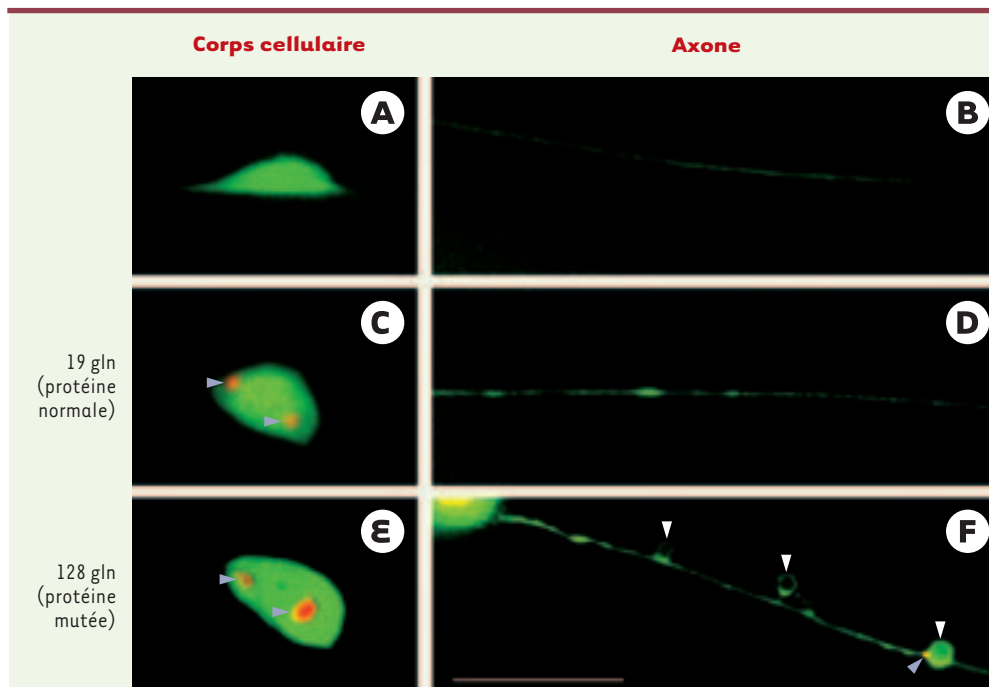 Corps cellulaire
Axone
A
B
C
D
19 gln
(protéine
normale)
E
F
128 gln
(protéine
mutée)